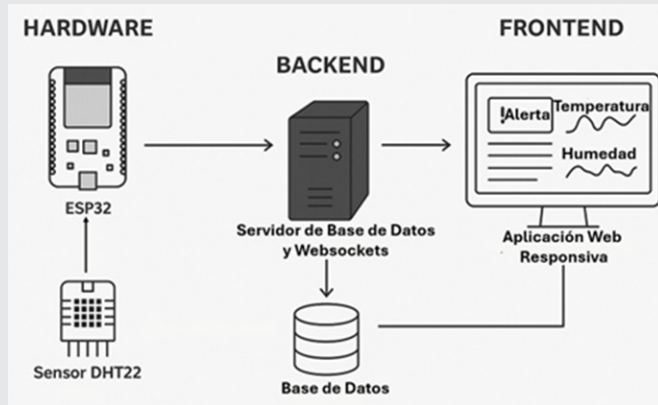 HARDWARE
ESP32
Sensor DHT22
BACKEND
Servidor de Base de Datos
y Websockets
Base de Datos
FRONTEND
!Alerta
Temperatura
Humedad
Aplicación Web
Responsiva